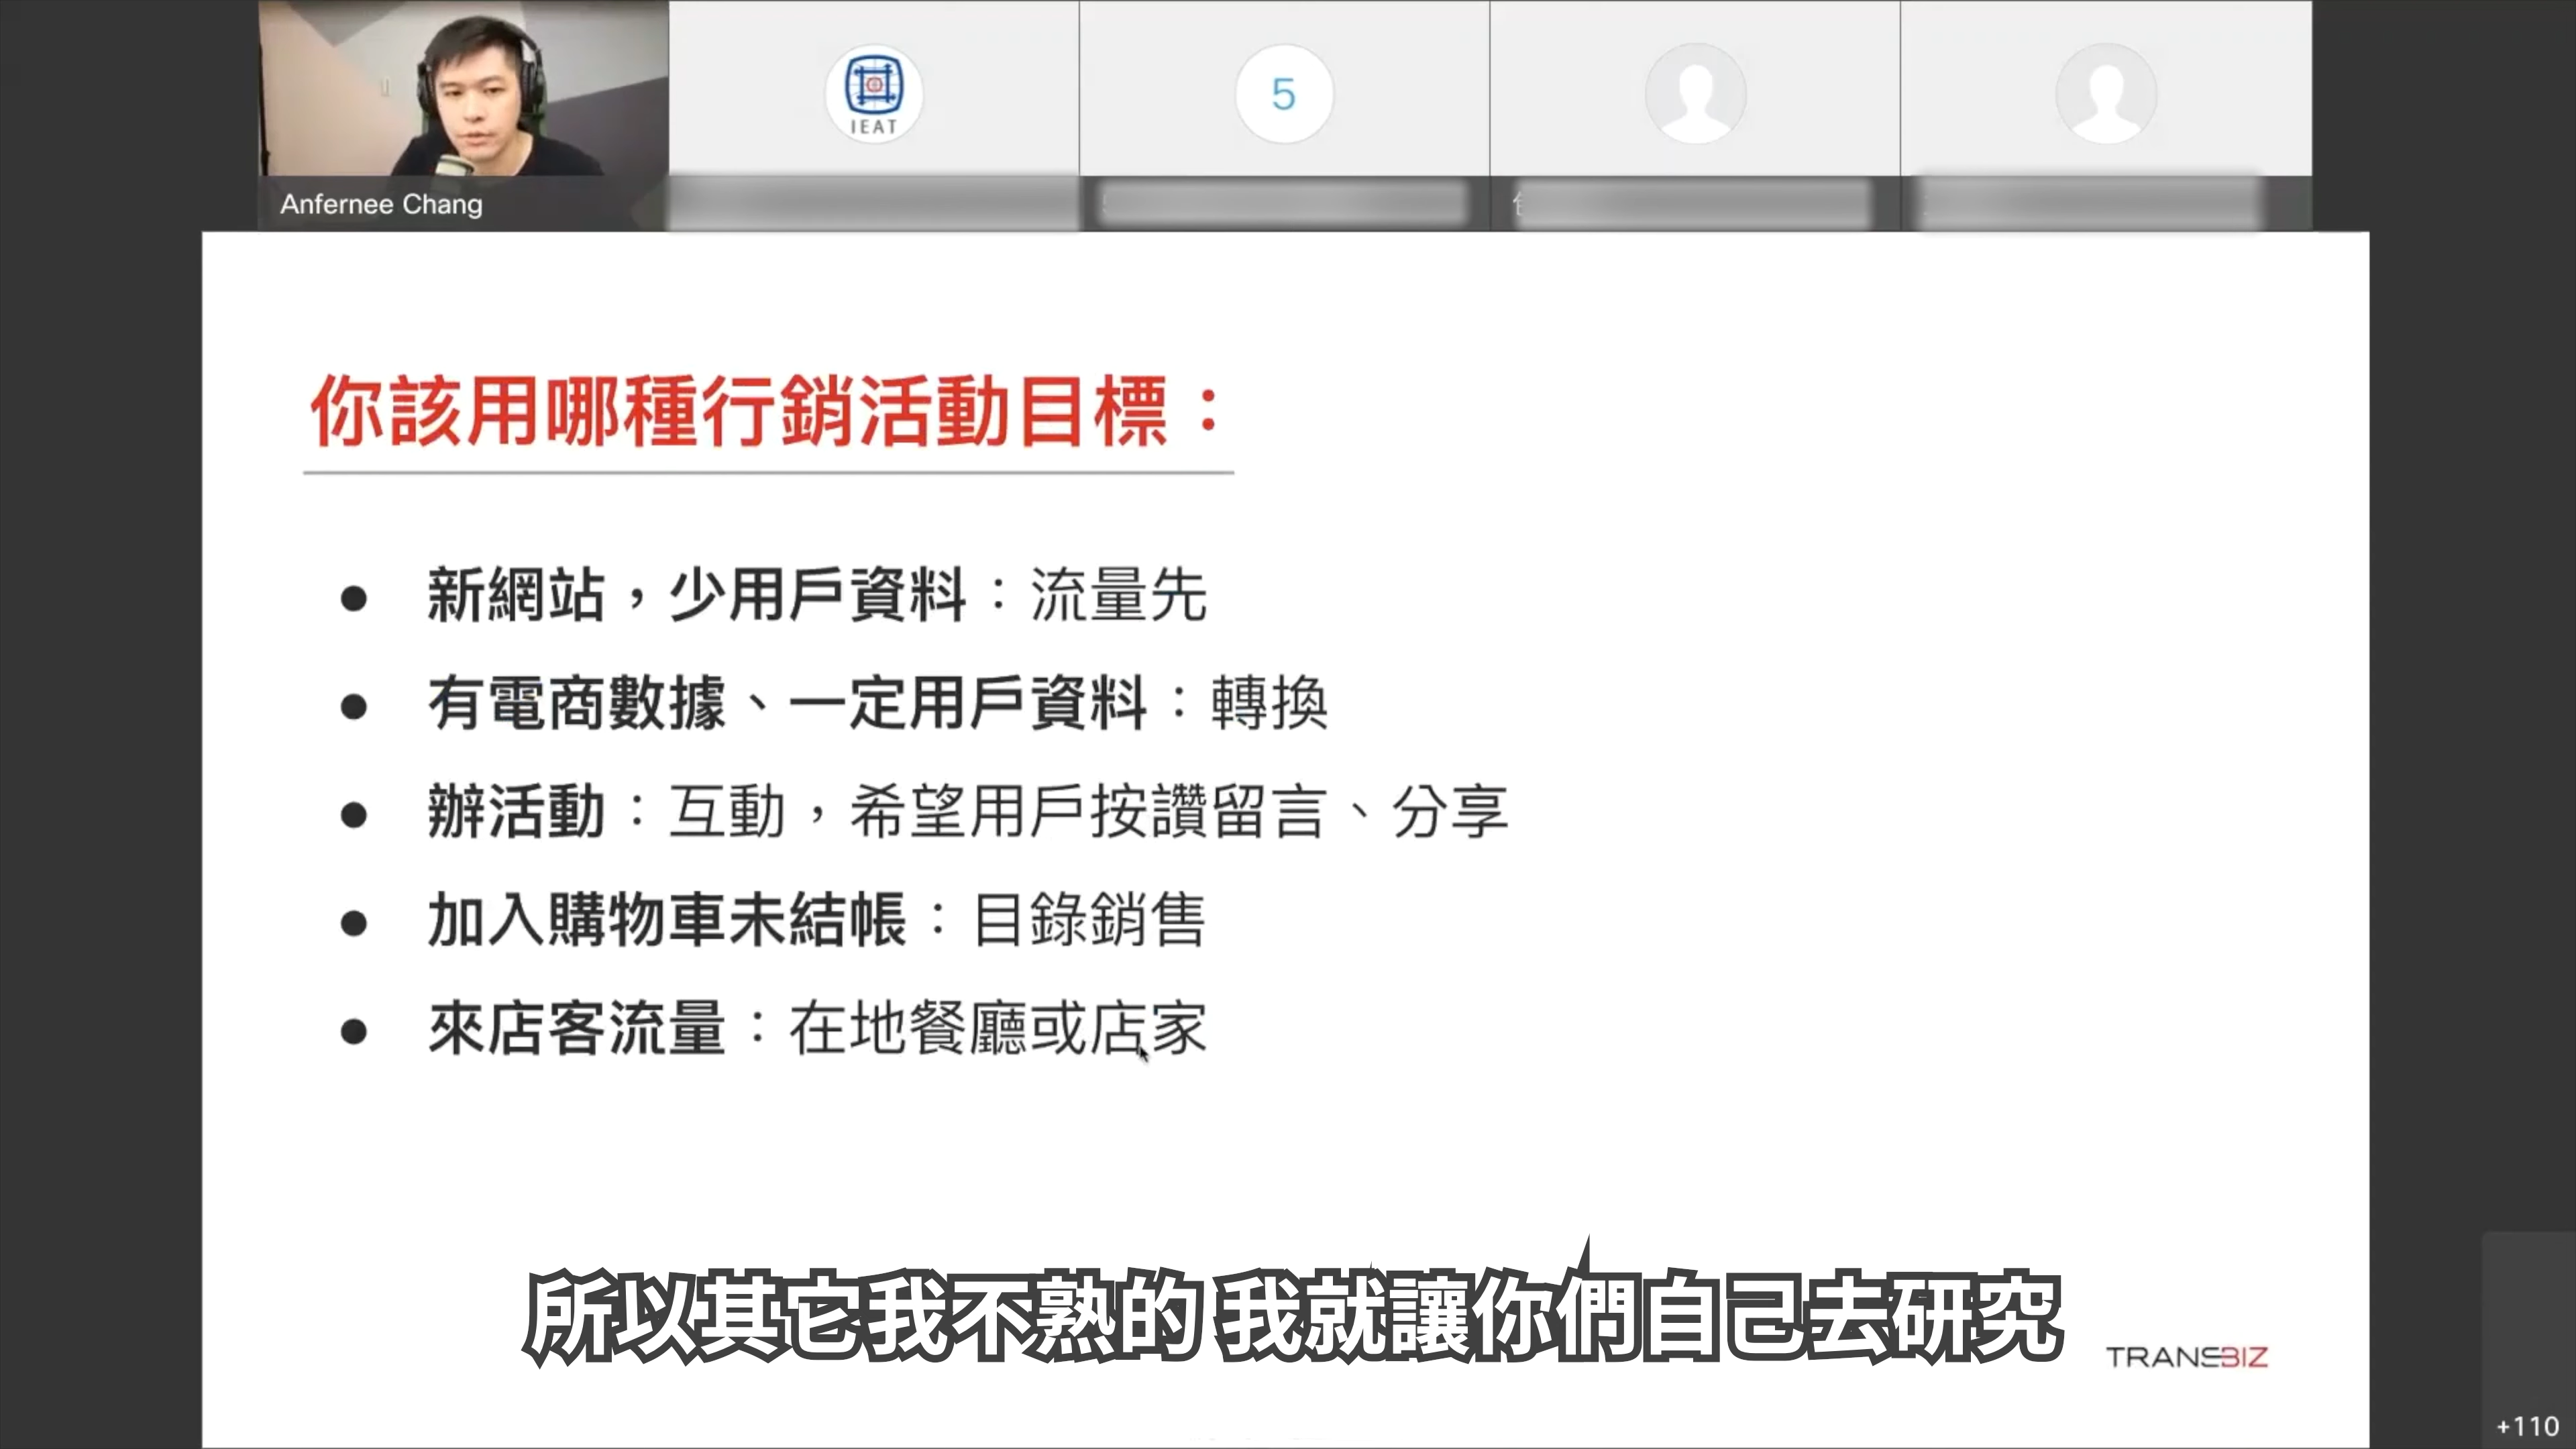 IEAT
5
Anfernee Chang
你該用哪種行銷活動目標：
● 新網站，少用戶資料：流量先
● 有電商數據、一定用戶資料：轉換
● 辦活動：互動，希望用戶按讚留言、分享
● 加入購物車未結帳：目錄銷售
● 來店客流量：在地餐廳或店家
所以其它我不熟的 我就讓你們自己去研究
TRANSBIZ
+110